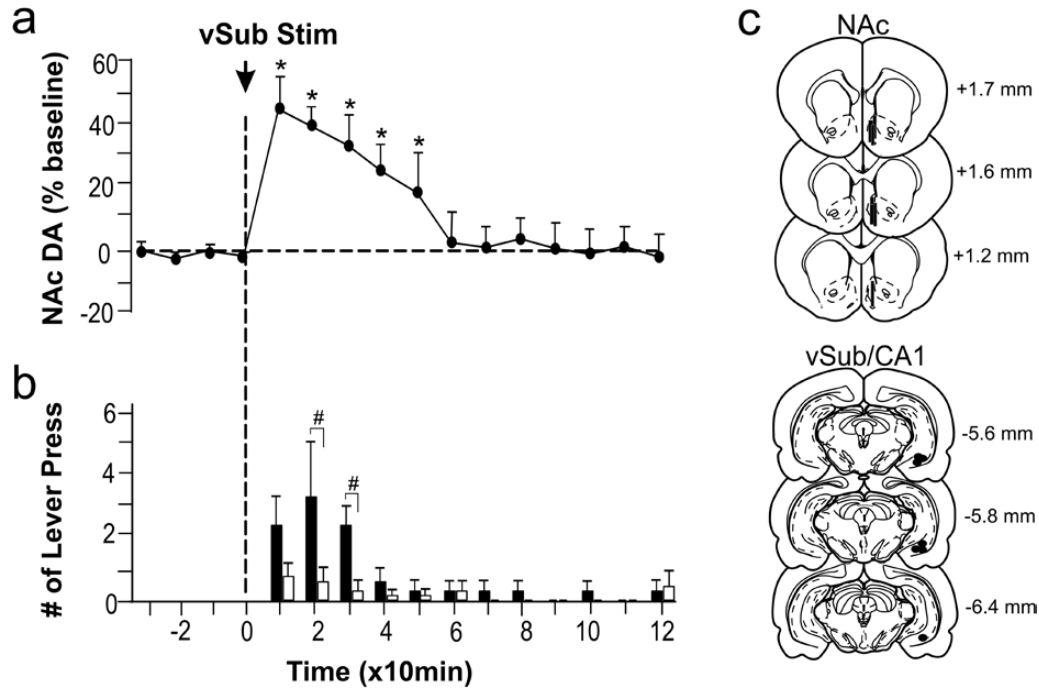 a
vSub Stim
NAc DA (% baseline)
60
40
20
0
-20
* * * * *
b
# of Lever Press
6
4
2
0
# #
-2 0 2 4 6 8 10 12
Time (x10min)
c
NAc
+1.7 mm
+1.6 mm
+1.2 mm
vSub/CA1
-5.6 mm
-5.8 mm
-6.4 mm